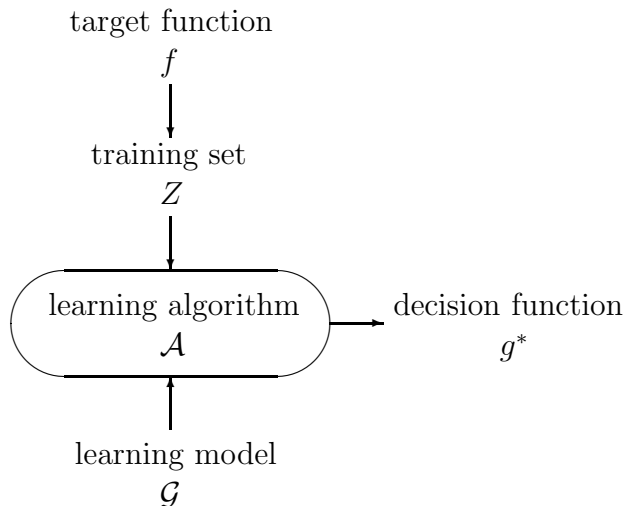 target function
f
training set
Z
learning algorithm
𝒜
decision function
g*
learning model
𝒢